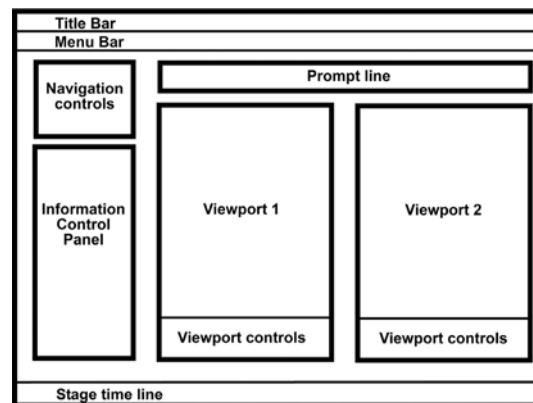 Title Bar
Menu Bar
Navigation
controls
Prompt line
Information
Control
Panel
Viewport 1
Viewport controls
Viewport 2
Viewport controls
Stage time line